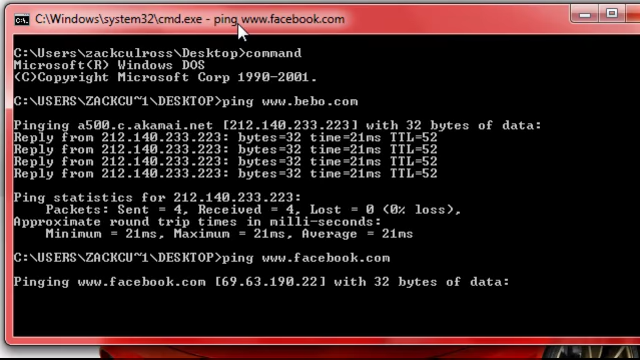 C:\Windows\system32\cmd.exe - ping www.facebook.com
C:\Users\zackculross\Desktop>command
Microsoft(R) Windows DOS
(C)Copyright Microsoft Corp 1990-2001.
C:\USERS\ZACKCU~1\DESKTOP>ping www.bebo.com
Pinging a500.c.akamai.net [212.140.233.223] with 32 bytes of data:
Reply from 212.140.233.223: bytes=32 time=21ms TTL=52
Reply from 212.140.233.223: bytes=32 time=21ms TTL=52
Reply from 212.140.233.223: bytes=32 time=21ms TTL=52
Reply from 212.140.233.223: bytes=32 time=21ms TTL=52
Ping statistics for 212.140.233.223:
Packets: Sent = 4, Received = 4, Lost = 0 (0% loss),
Approximate round trip times in milli-seconds:
Minimum = 21ms, Maximum = 21ms, Average = 21ms
C:\USERS\ZACKCU~1\DESKTOP>ping www.facebook.com
Pinging www.facebook.com [69.63.190.22] with 32 bytes of data: